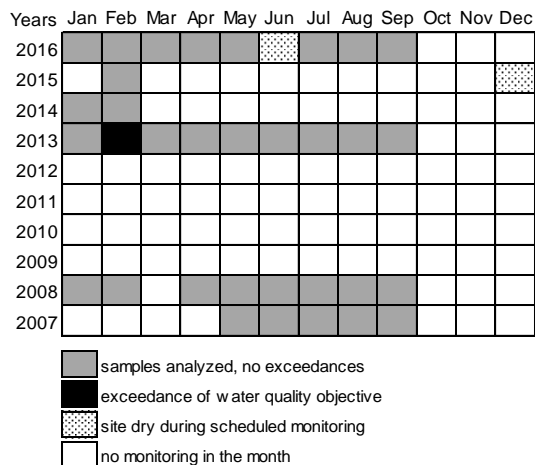 Years Jan Feb Mar Apr May Jun Jul Aug Sep Oct Nov Dec
2016
2015
2014
2013
2012
2011
2010
2009
2008
2007
samples analyzed, no exceedances
exceedance of water quality objective
site dry during scheduled monitoring
no monitoring in the month